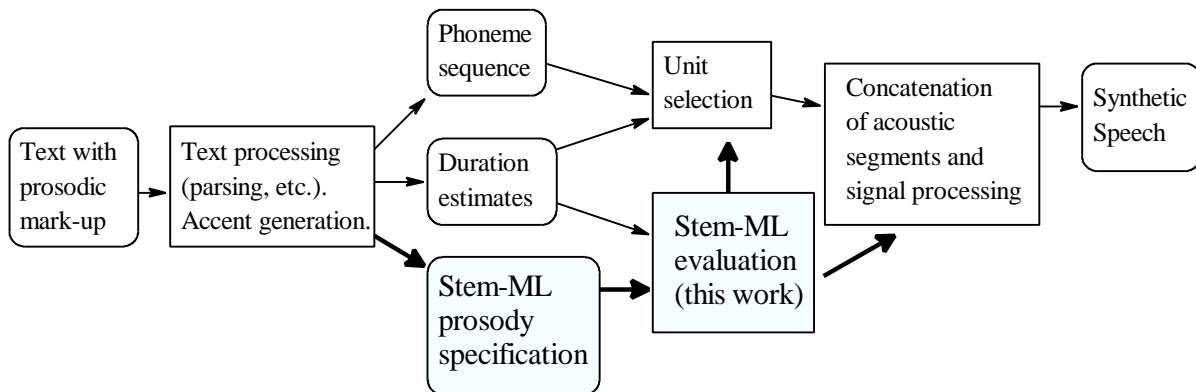 Text with
prosodic
mark-up
Text processing
(parsing, etc.).
Accent generation.
Phoneme
sequence
Duration
estimates
Stem-ML
prosody
specification
Unit
selection
Stem-ML
evaluation
(this work)
Concatenation
of acoustic
segments and
signal processing
Synthetic
Speech